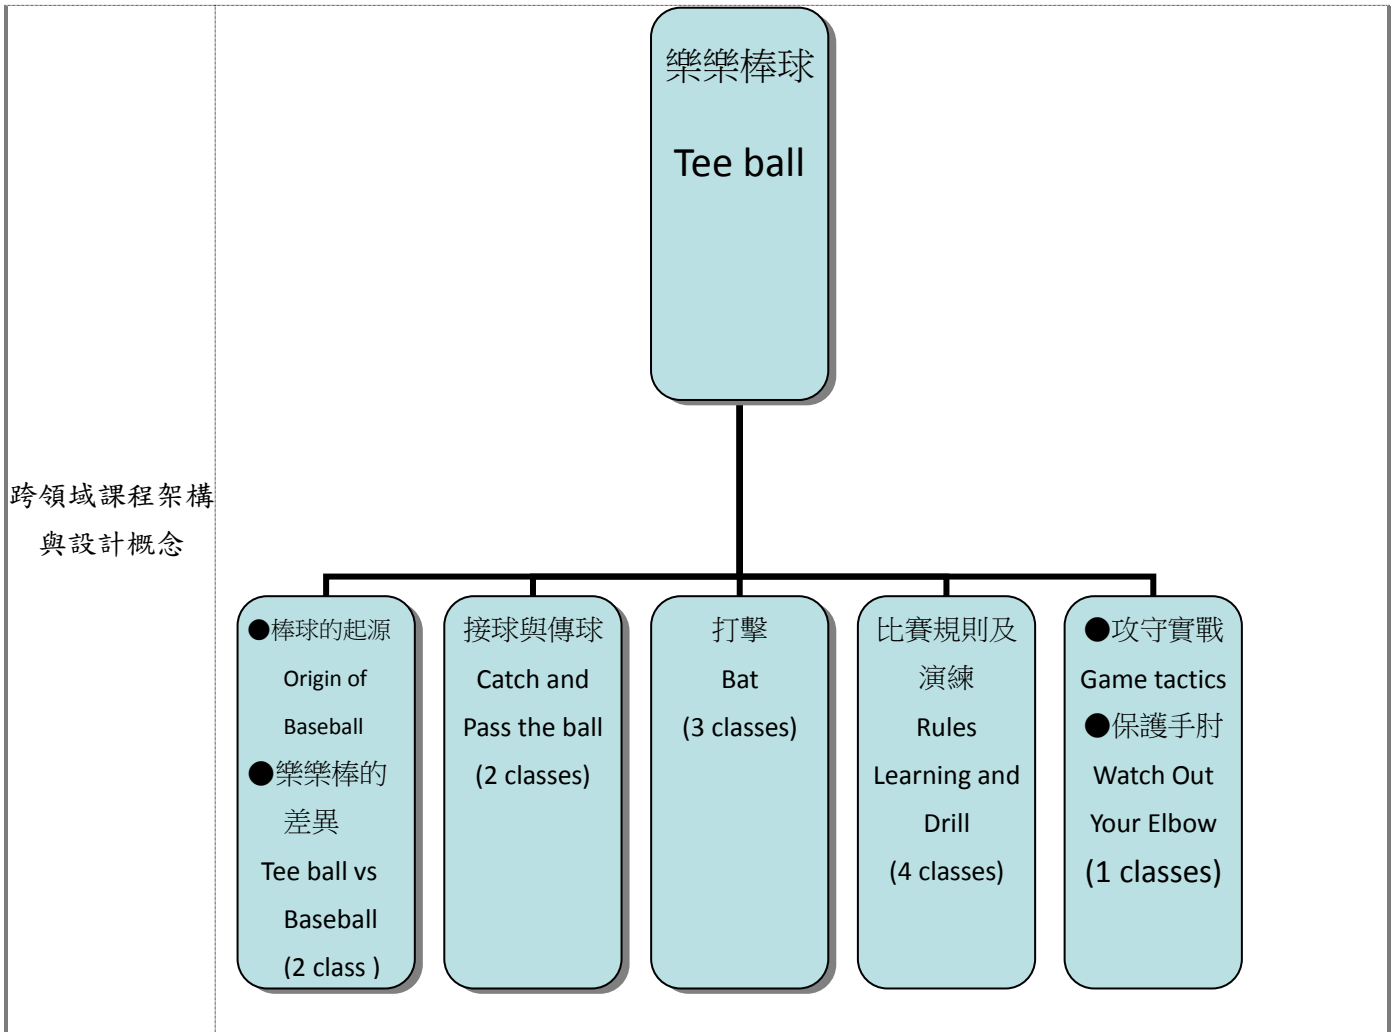 跨領域課程架構
與設計概念
樂樂棒球
Tee ball
●棒球的起源
Origin of
Baseball
●樂樂棒的
差異
Tee ball vs
Baseball
(2 class )
接球與傳球
Catch and
Pass the ball
(2 classes)
打擊
Bat
(3 classes)
比賽規則及
演練
Rules
Learning and
Drill
(4 classes)
●攻守實戰
Game tactics
●保護手肘
Watch Out
Your Elbow
(1 classes)